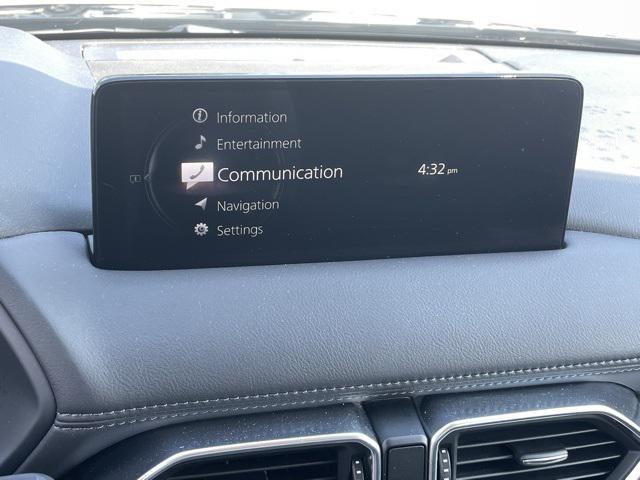 Information
Entertainment
Communication
4:32 pm
Navigation
Settings